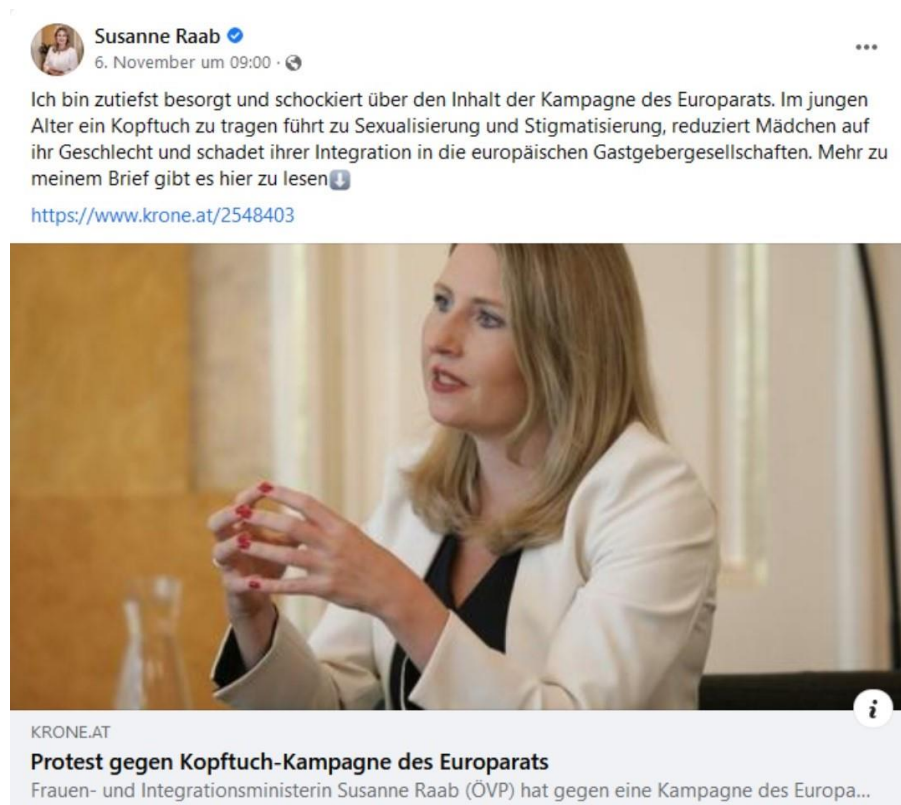 Susanne Raab
6. November um 09:00 ·
Ich bin zutiefst besorgt und schockiert über den Inhalt der Kampagne des Europarats. Im jungen
Alter ein Kopftuch zu tragen führt zu Sexualisierung und Stigmatisierung, reduziert Mädchen auf
ihr Geschlecht und schadet ihrer Integration in die europäischen Gastgebergesellschaften. Mehr zu
meinem Brief gibt es hier zu lesen⬇️
https://www.krone.at/2548403
KRONE.AT
Protest gegen Kopftuch-Kampagne des Europarats
Frauen- und Integrationsministerin Susanne Raab (ÖVP) hat gegen eine Kampagne des Europa...